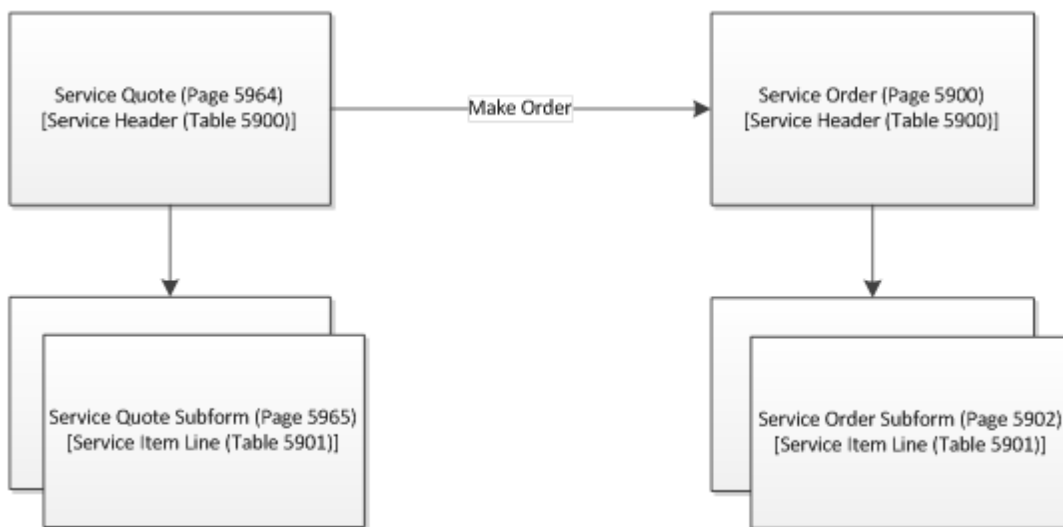 Service Quote (Page 5964)
[Service Header (Table 5900)]
Make Order
Service Order (Page 5900)
[Service Header (Table 5900)]
Service Quote Subform (Page 5965)
[Service Item Line (Table 5901)]
Service Order Subform (Page 5902)
[Service Item Line (Table 5901)]